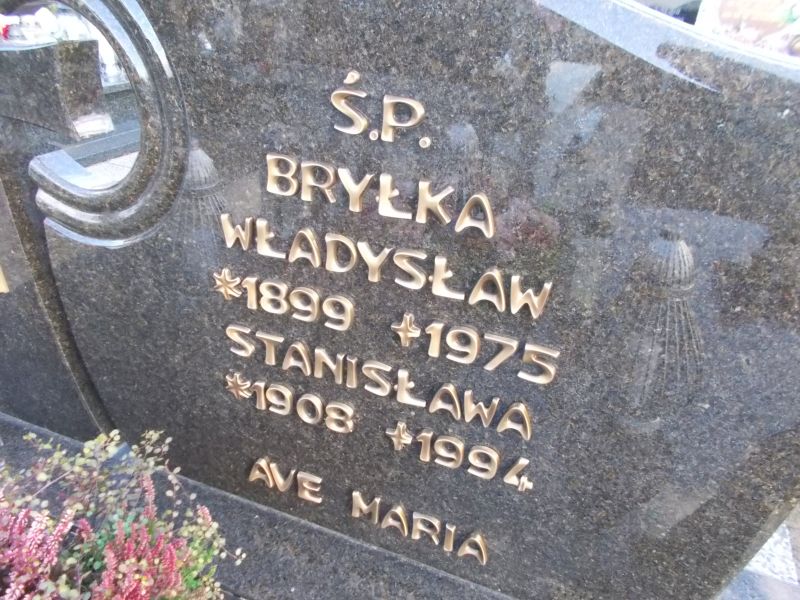 Ś.P.
BRYŁKA
WŁADYSŁAW
*1899 +1975
STANISŁAWA
*1908 +1994
AVE MARIA